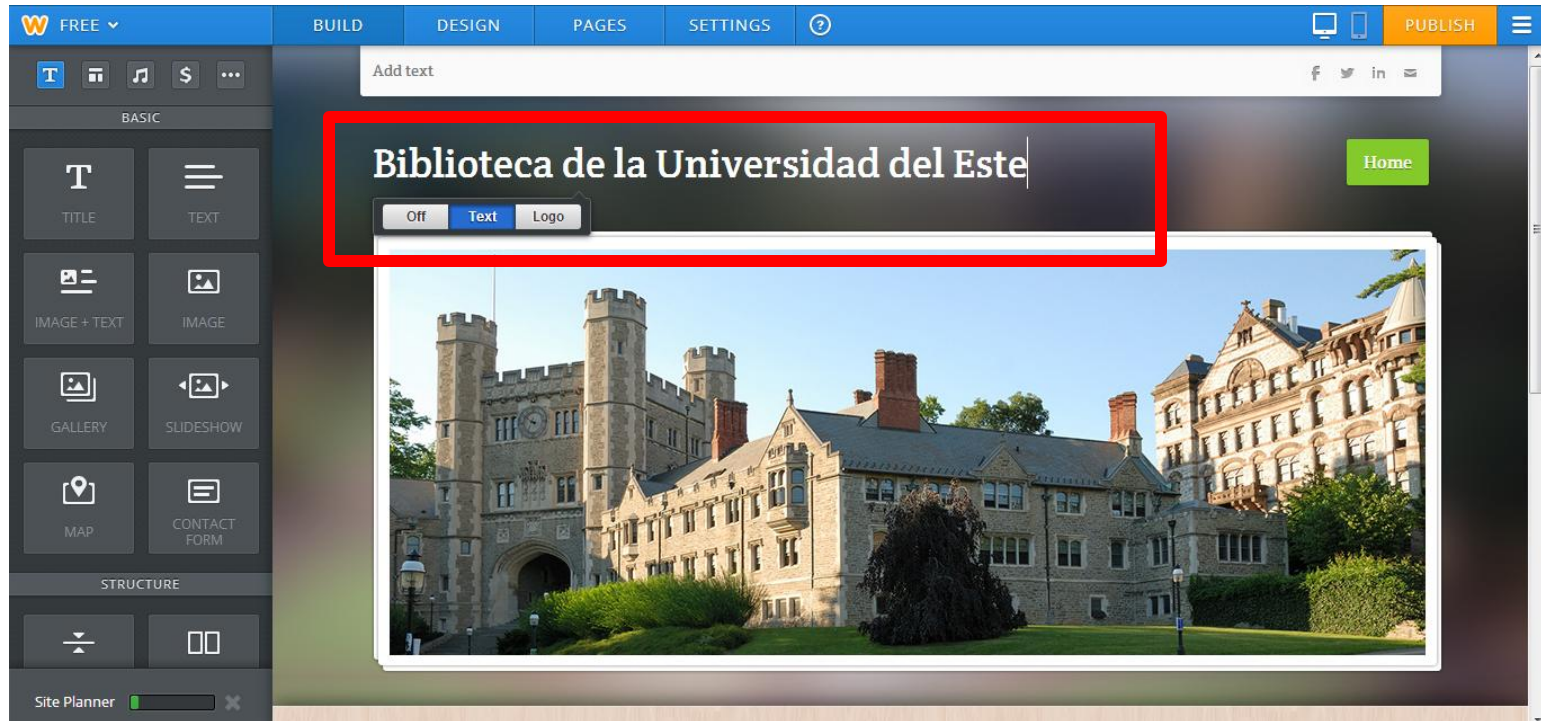 W FREE BUILD DESIGN PAGES SETTINGS ? PUBLISH
T $ Add text f in
BASIC
Biblioteca de la Universidad del Este Home
T
TITLE TEXT
Off Text Logo
IMAGE + TEXT IMAGE
GALLERY SLIDESHOW
MAP CONTACT
FORM
STRUCTURE
Site Planner